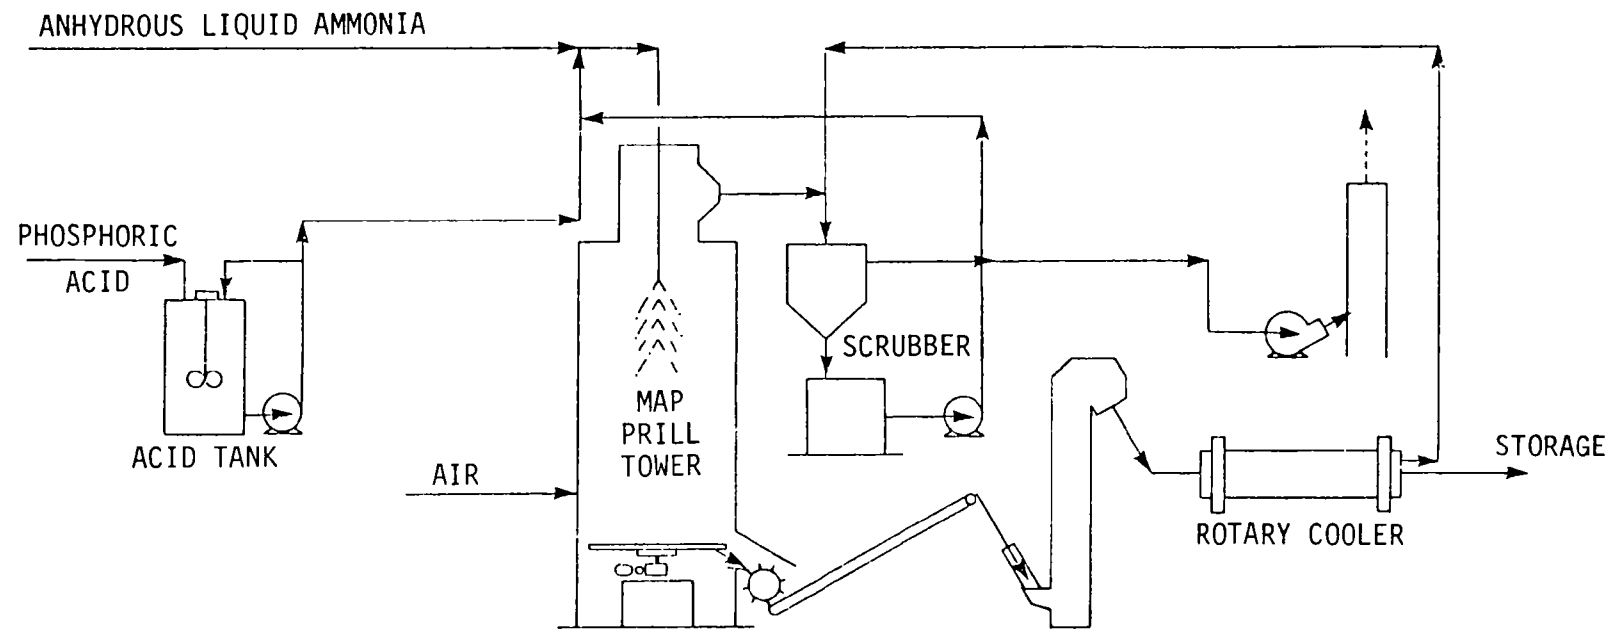 ANHYDROUS LIQUID AMMONIA
PHOSPHORIC
ACID
ACID TANK
AIR
MAP
PRILL
TOWER
SCRUBBER
STORAGE
ROTARY COOLER